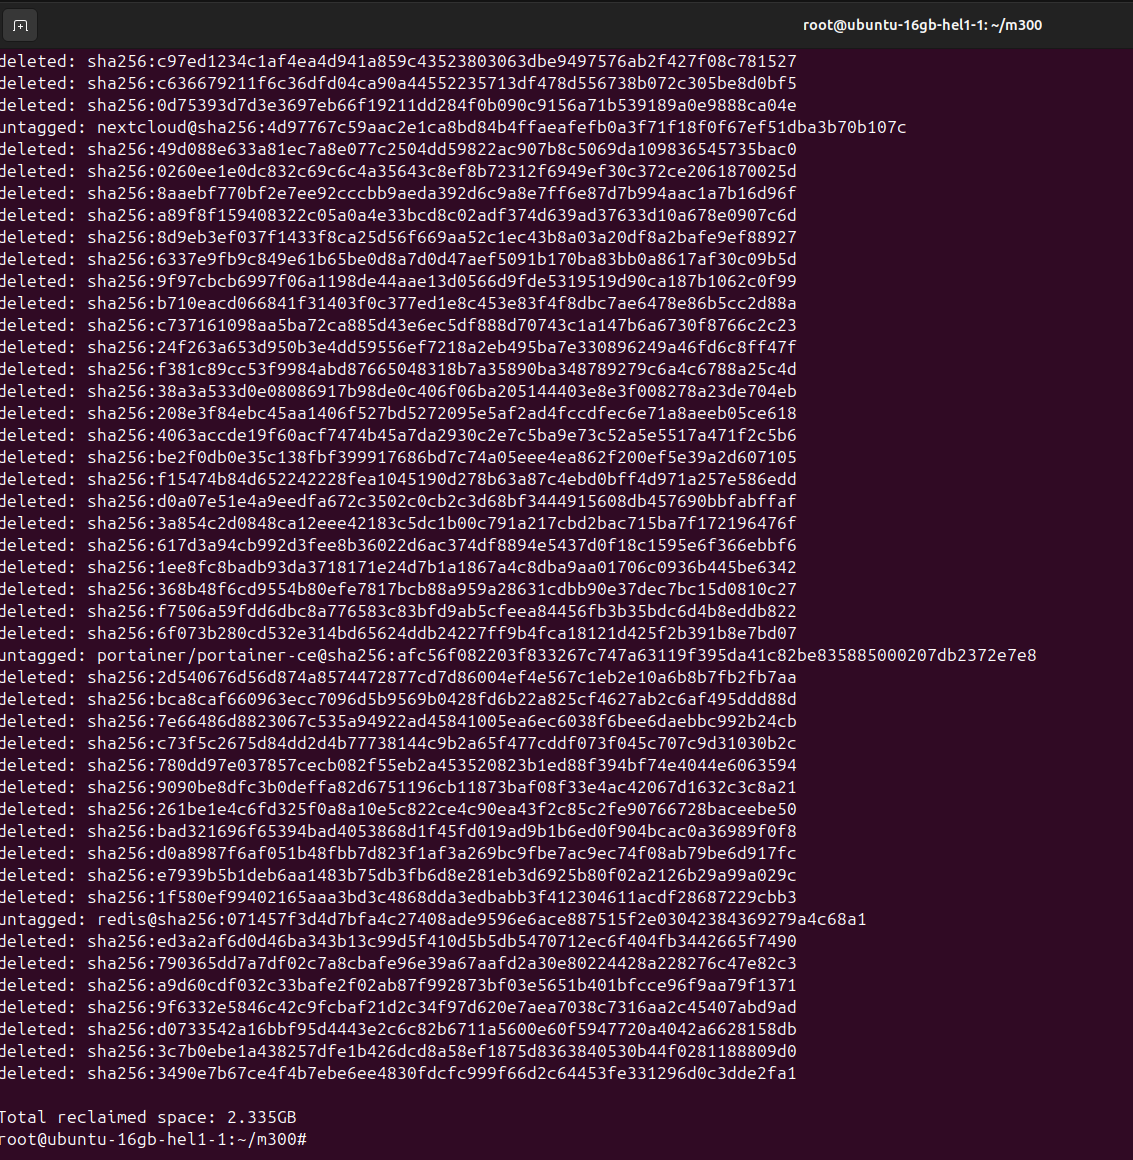 root@ubuntu-16gb-hel1-1: ~/m300
deleted: sha256:c97ed1234c1af4ea4d941a859c43523803063dbe9497576ab2f427f08c781527
deleted: sha256:c636679211f6c36dfd04ca90a44552235713df478d556738b072c305be8d0bf5
deleted: sha256:0d75393d7d3e3697eb66f19211dd284f0b090c9156a71b539189a0e9888ca04e
untagged: nextcloud@sha256:4d97767c59aac2e1ca8bd84b4ffaeafefb0a3f71f18f0f67ef51dba3b70b107c
deleted: sha256:49d088e633a81ec7a8e077c2504dd59822ac907b8c5069da109836545735bac0
deleted: sha256:0260ee1e0dc832c69c6c4a35643c8ef8b72312f6949ef30c372ce2061870025d
deleted: sha256:8aaebf770bf2e7ee92cccbb9aeda392d6c9a8e7ff6e87d7b994aac1a7b16d96f
deleted: sha256:a89f8f159408322c05a0a4e33bcd8c02adf374d639ad37633d10a678e0907c6d
deleted: sha256:8d9eb3ef037f1433f8ca25d56f669aa52c1ec43b8a03a20df8a2bafe9ef88927
deleted: sha256:6337e9fb9c849e61b65be0d8a7d0d47aef5091b170ba83bb0a8617af30c09b5d
deleted: sha256:9f97cbcb6997f06a1198de44aae13d0566d9fde5319519d90ca187b1062c0f99
deleted: sha256:b710eacd066841f31403f0c377ed1e8c453e83f4f8dbc7ae6478e86b5cc2d88a
deleted: sha256:c737161098aa5ba72ca885d43e6ec5df888d70743c1a147b6a6730f8766c2c23
deleted: sha256:24f263a653d950b3e4dd59556ef7218a2eb495ba7e330896249a46fd6c8ff47f
deleted: sha256:f381c89cc53f9984abd87665048318b7a35890ba348789279c6a4c6788a25c4d
deleted: sha256:38a3a533d0e08086917b98de0c406f06ba205144403e8e3f008278a23de704eb
deleted: sha256:208e3f84ebc45aa1406f527bd5272095e5af2ad4fccdfec6e71a8aeeb05ce618
deleted: sha256:4063accde19f60acf7474b45a7da2930c2e7c5ba9e73c52a5e5517a471f2c5b6
deleted: sha256:be2f0db0e35c138fbf399917686bd7c74a05eee4ea862f200ef5e39a2d607105
deleted: sha256:f15474b84d652242228fea1045190d278b63a87c4ebd0bff4d971a257e586edd
deleted: sha256:d0a07e51e4a9eedfa672c3502c0cb2c3d68bf3444915608db457690bbfabffaf
deleted: sha256:3a854c2d0848ca12eee42183c5dc1b00c791a217cbd2bac715ba7f172196476f
deleted: sha256:617d3a94cb992d3fee8b36022d6ac374df8894e5437d0f18c1595e6f366ebbf6
deleted: sha256:1ee8fc8badb93da3718171e24d7b1a1867a4c8dba9aa01706c0936b445be6342
deleted: sha256:368b48f6cd9554b80efe7817bcb88a959a28631cdbb90e37dec7bc15d0810c27
deleted: sha256:f7506a59fdd6dbc8a776583c83bfd9ab5cfeea84456fb3b35bdc6d4b8eddb822
deleted: sha256:6f073b280cd532e314bd65624ddb24227ff9b4fca18121d425f2b391b8e7bd07
untagged: portainer/portainer-ce@sha256:afc56f082203f833267c747a63119f395da41c82be835885000207db2372e7e8
deleted: sha256:2d540676d56d874a8574472877cd7d86004ef4e567c1eb2e10a6b8b7fb2fb7aa
deleted: sha256:bca8caf660963ecc7096d5b9569b0428fd6b22a825cf4627ab2c6af495ddd88d
deleted: sha256:7e66486d8823067c535a94922ad45841005ea6ec6038f6bee6daebbc992b24cb
deleted: sha256:c73f5c2675d84dd2d4b77738144c9b2a65f477cddf073f045c707c9d31030b2c
deleted: sha256:780dd97e037857cecb082f55eb2a453520823b1ed88f394bf74e4044e6063594
deleted: sha256:9090be8dfc3b0deffa82d6751196cb11873baf08f33e4ac42067d1632c3c8a21
deleted: sha256:261be1e4c6fd325f0a8a10e5c822ce4c90ea43f2c85c2fe90766728baceebe50
deleted: sha256:bad321696f65394bad4053868d1f45fd019ad9b1b6ed0f904bcac0a36989f0f8
deleted: sha256:d0a8987f6af051b48fbb7d823f1af3a269bc9fbe7ac9ec74f08ab79be6d917fc
deleted: sha256:e7939b5b1deb6aa1483b75db3fb6d8e281eb3d6925b80f02a2126b29a99a029c
deleted: sha256:1f580ef99402165aaa3bd3c4868dda3edbabb3f412304611acdf28687229cbb3
untagged: redis@sha256:071457f3d4d7bfa4c27408ade9596e6ace887515f2e03042384369279a4c68a1
deleted: sha256:ed3a2af6d0d46ba343b13c99d5f410d5b5db5470712ec6f404fb3442665f7490
deleted: sha256:790365dd7a7df02c7a8cbafe96e39a67aafd2a30e80224428a228276c47e82c3
deleted: sha256:a9d60cdf032c33bafe2f02ab87f992873bf03e5651b401bfcce96f9aa79f1371
deleted: sha256:9f6332e5846c42c9fcbaf21d2c34f97d620e7aea7038c7316aa2c45407abd9ad
deleted: sha256:d0733542a16bbf95d4443e2c6c82b6711a5600e60f5947720a4042a6628158db
deleted: sha256:3c7b0ebe1a438257dfe1b426dcd8a58ef1875d8363840530b44f0281188809d0
deleted: sha256:3490e7b67ce4f4b7ebe6ee4830fdcfc999f66d2c64453fe331296d0c3dde2fa1
Total reclaimed space: 2.335GB
root@ubuntu-16gb-hel1-1:~/m300#